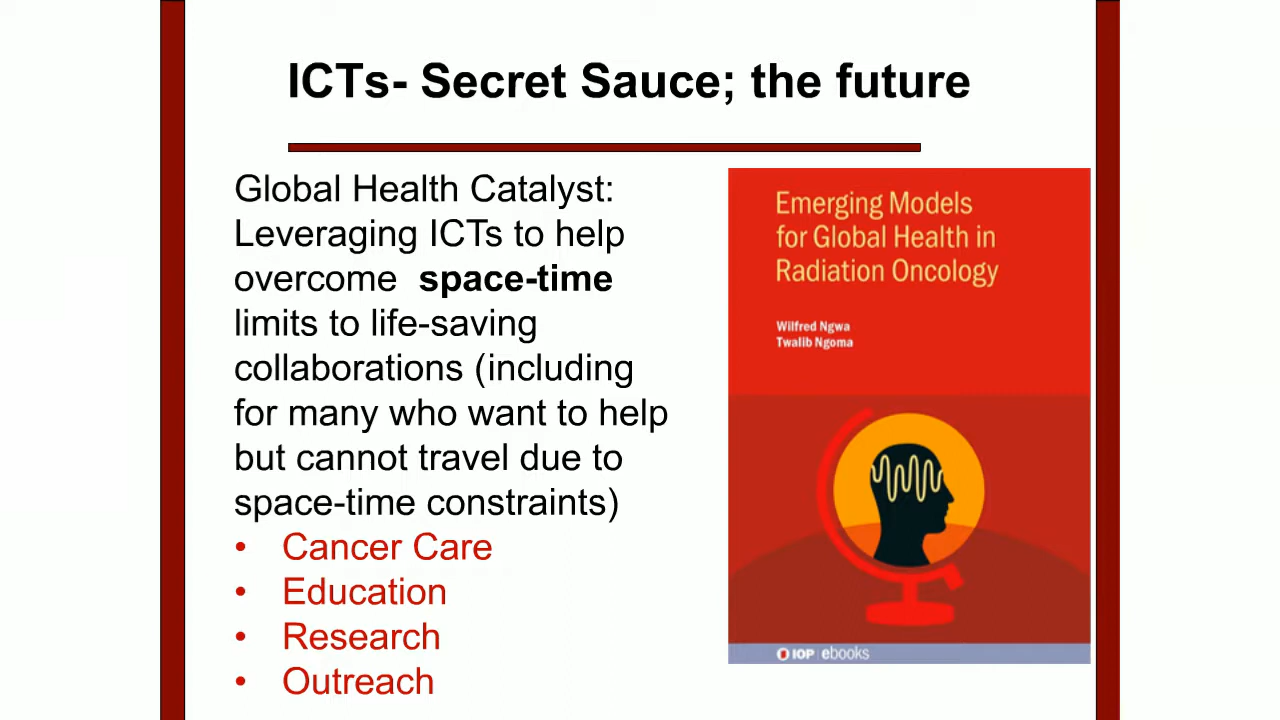 ICTs- Secret Sauce; the future
Global Health Catalyst:
Leveraging ICTs to help
overcome space-time
limits to life-saving
collaborations (including
for many who want to help
but cannot travel due to
space-time constraints)
• Cancer Care
• Education
• Research
• Outreach
Emerging Models
for Global Health in
Radiation Oncology
Wilfred Ngwa
Twalib Ngoma
IOP | ebooks